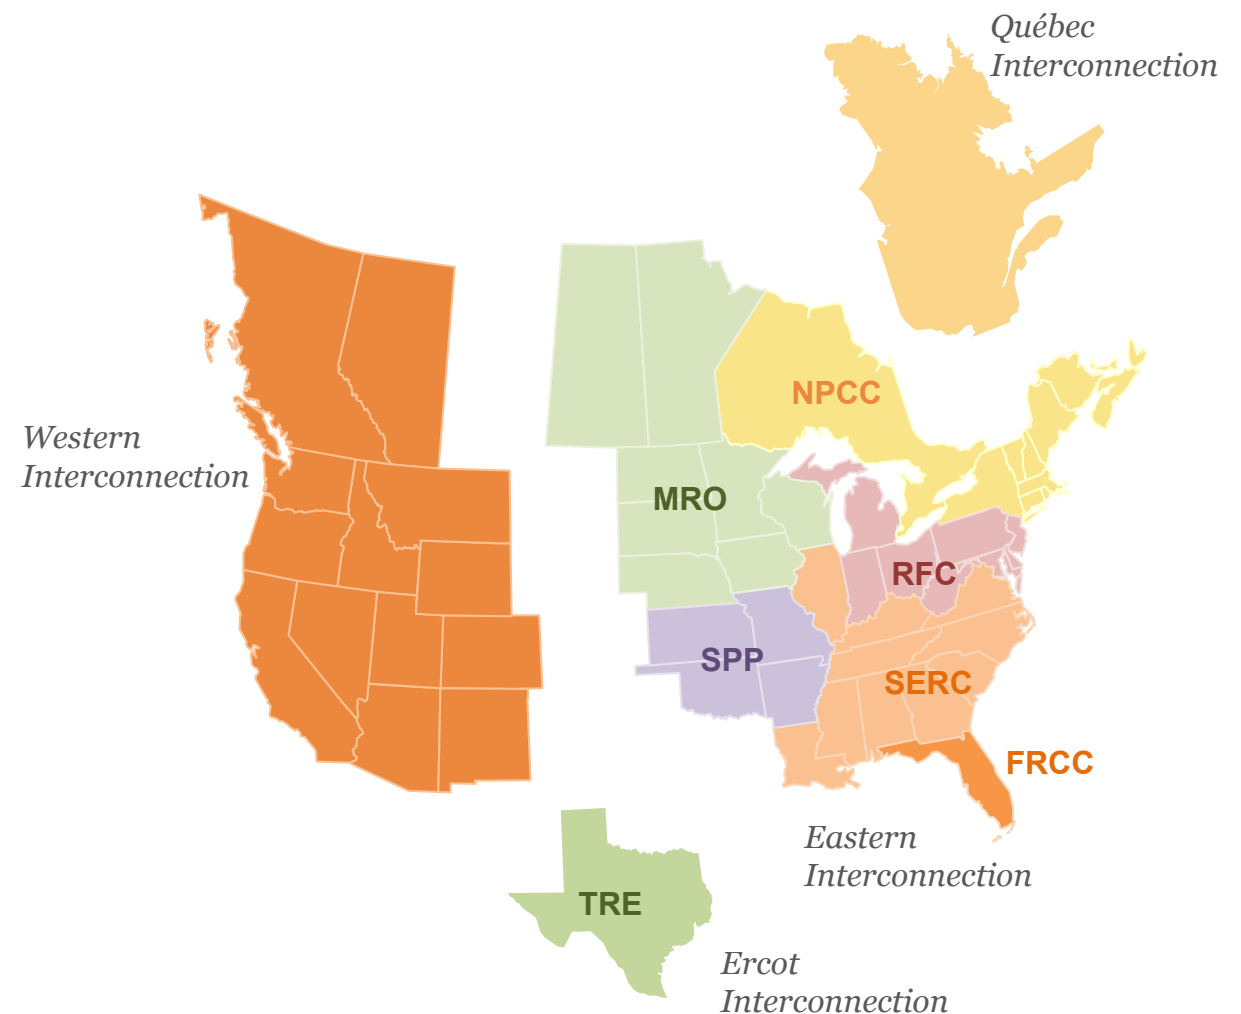 Québec
Interconnection
NPCC
Western
Interconnection
MRO
RFC
SPP
SERC
FRCC
Eastern
Interconnection
TRE
Ercot
Interconnection